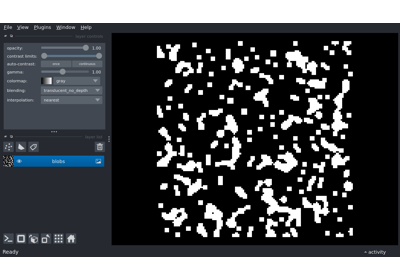 File View Plugins Window Help
opacity: 1.00
contrast limits:
auto-contrast: once continuous
gamma: 1.00
colormap: gray
blending: translucent_no_depth
interpolation: nearest
blobs
Ready
activity